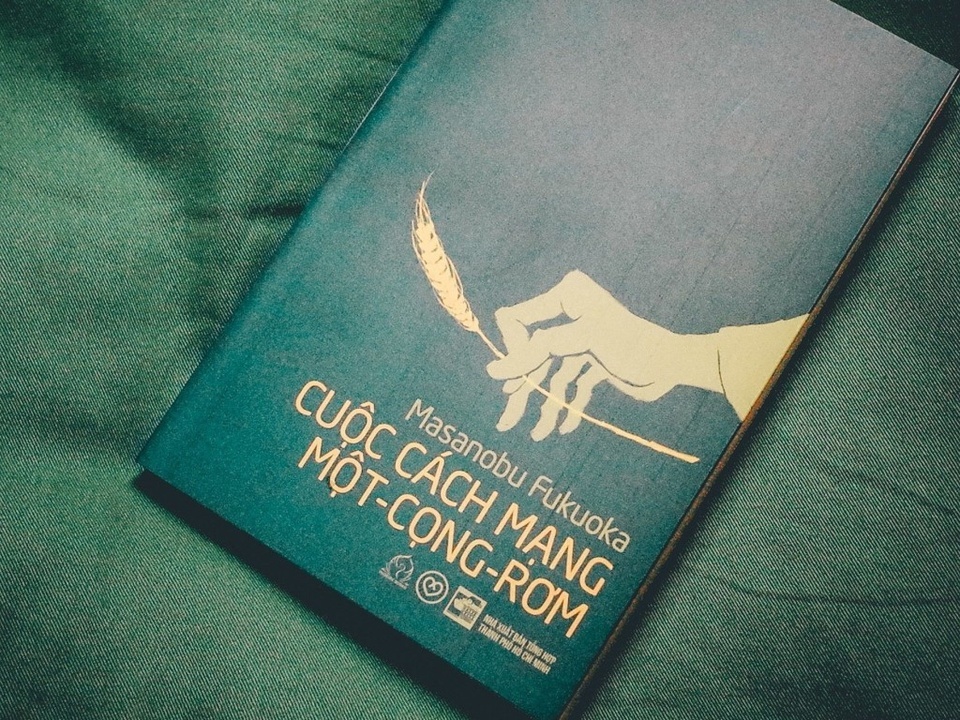 Masanobu Fukuoka
CUỘC CÁCH MẠNG
MỘT-CỌNG-RƠM
NHÀ XUẤT BẢN TỔNG HỢP
THÀNH PHỐ HỒ CHÍ MINH